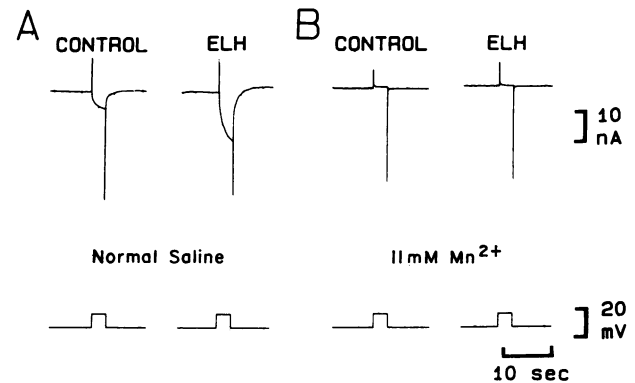 A
CONTROL ELH
B
CONTROL ELH
10
nA
Normal Saline
11mM Mn²⁺
20
mV
10 sec